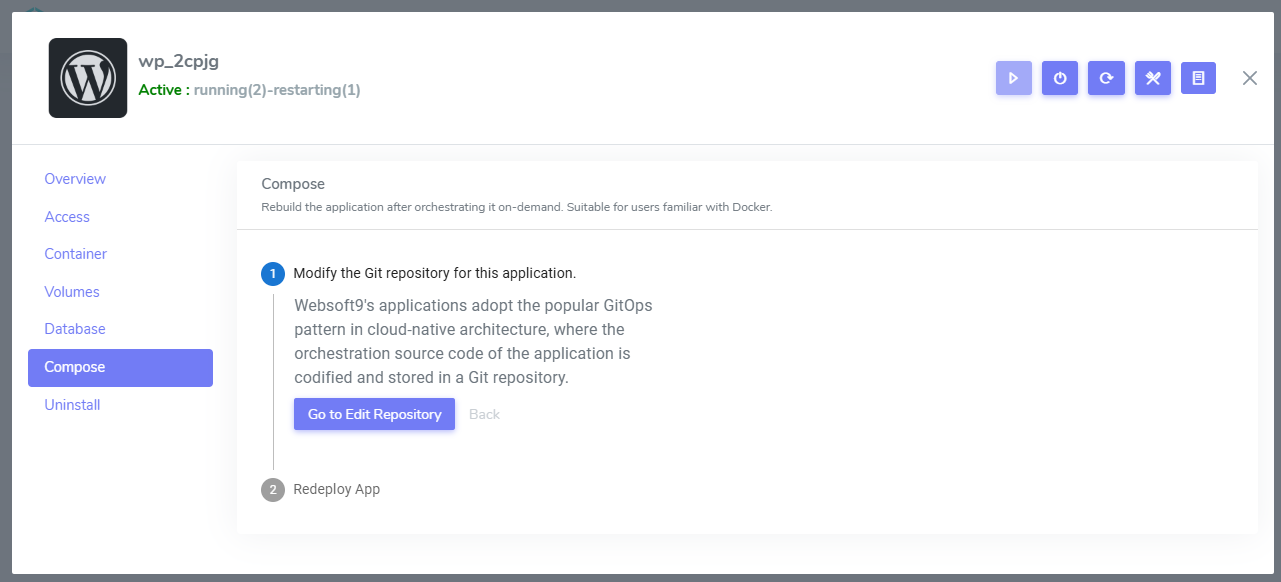 wp_2cpjg
Active : running(2)-restarting(1)
Overview
Access
Container
Volumes
Database
Compose
Uninstall
Compose
Rebuild the application after orchestrating it on-demand. Suitable for users familiar with Docker.
1 Modify the Git repository for this application.
Websoft9's applications adopt the popular GitOps
pattern in cloud-native architecture, where the
orchestration source code of the application is
codified and stored in a Git repository.
Go to Edit Repository Back
2 Redeploy App